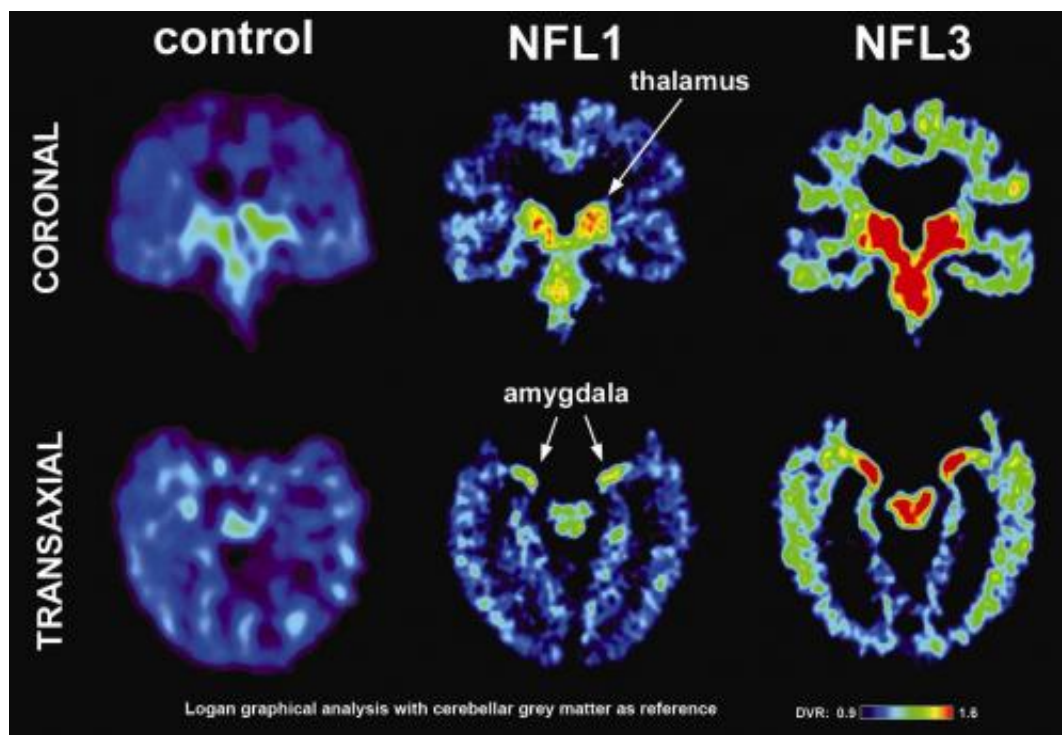 control
NFL1
NFL3
thalamus
CORONAL
amygdala
TRANSAXIAL
Logan graphical analysis with cerebellar grey matter as reference
DVR: 0.9 1.6